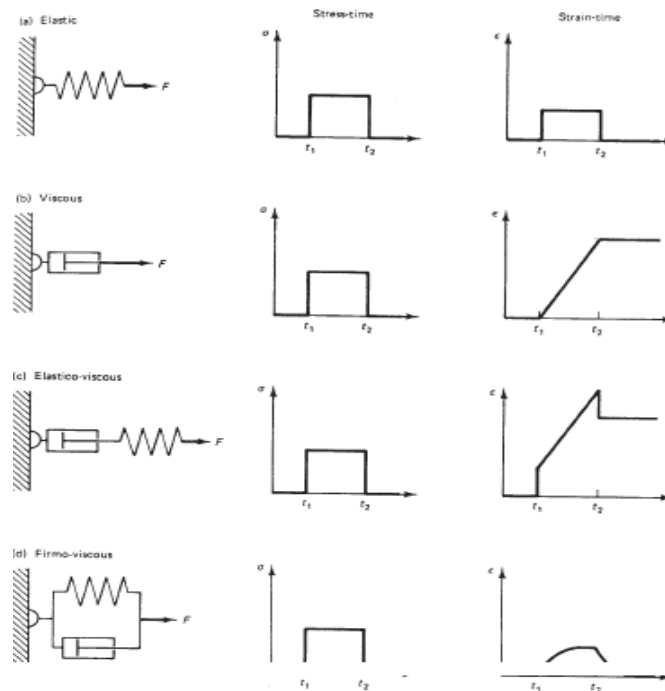 (a) Elastic
Stress-time
Strain-time
F
σ
t₁ t₂
ε
t₁ t₂
(b) Viscous
F
σ
t₁ t₂
ε
t₁ t₂
(c) Elastico-viscous
F
σ
t₁ t₂
ε
t₁ t₂
(d) Firmo-viscous
F
σ
t₁ t₂
ε
t₁ t₂